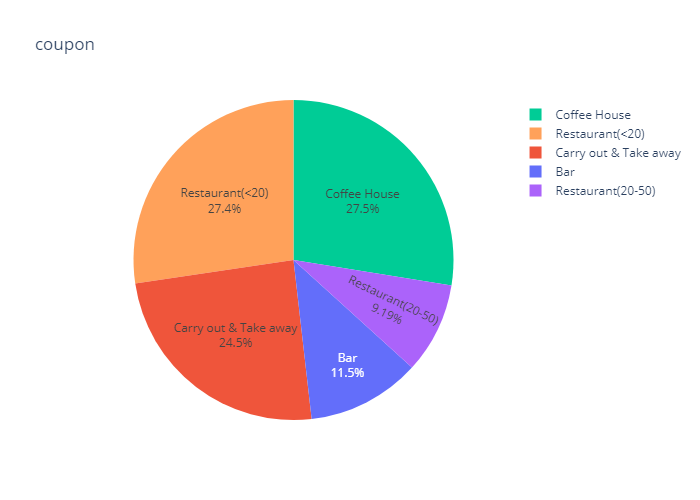 coupon
Coffee House
Restaurant(<20)
Carry out & Take away
Bar
Restaurant(20-50)
Restaurant(<20)
27.4%
Coffee House
27.5%
Restaurant(20-50)
9.19%
Carry out & Take away
24.5%
Bar
11.5%